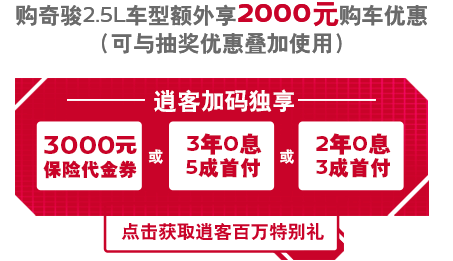 购奇骏2.5L车型额外享2000元购车优惠
（可与抽奖优惠叠加使用）
逍客加码独享
3000元 或 3年0息 或 2年0息
保险代金券 5成首付 3成首付
点击获取逍客百万特别礼